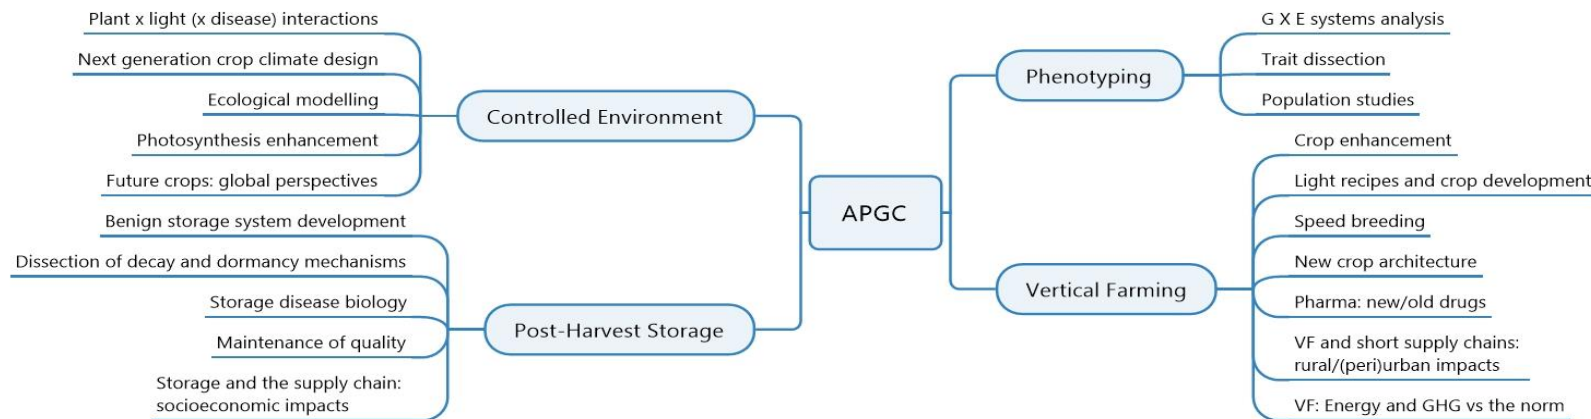 Plant x light (x disease) interactions
Next generation crop climate design
Ecological modelling
Photosynthesis enhancement
Future crops: global perspectives
Controlled Environment
Benign storage system development
Dissection of decay and dormancy mechanisms
Storage disease biology
Maintenance of quality
Storage and the supply chain:
socioeconomic impacts
Post-Harvest Storage
APGC
Phenotyping
G X E systems analysis
Trait dissection
Population studies
Vertical Farming
Crop enhancement
Light recipes and crop development
Speed breeding
New crop architecture
Pharma: new/old drugs
VF and short supply chains:
rural/(peri)urban impacts
VF: Energy and GHG vs the norm